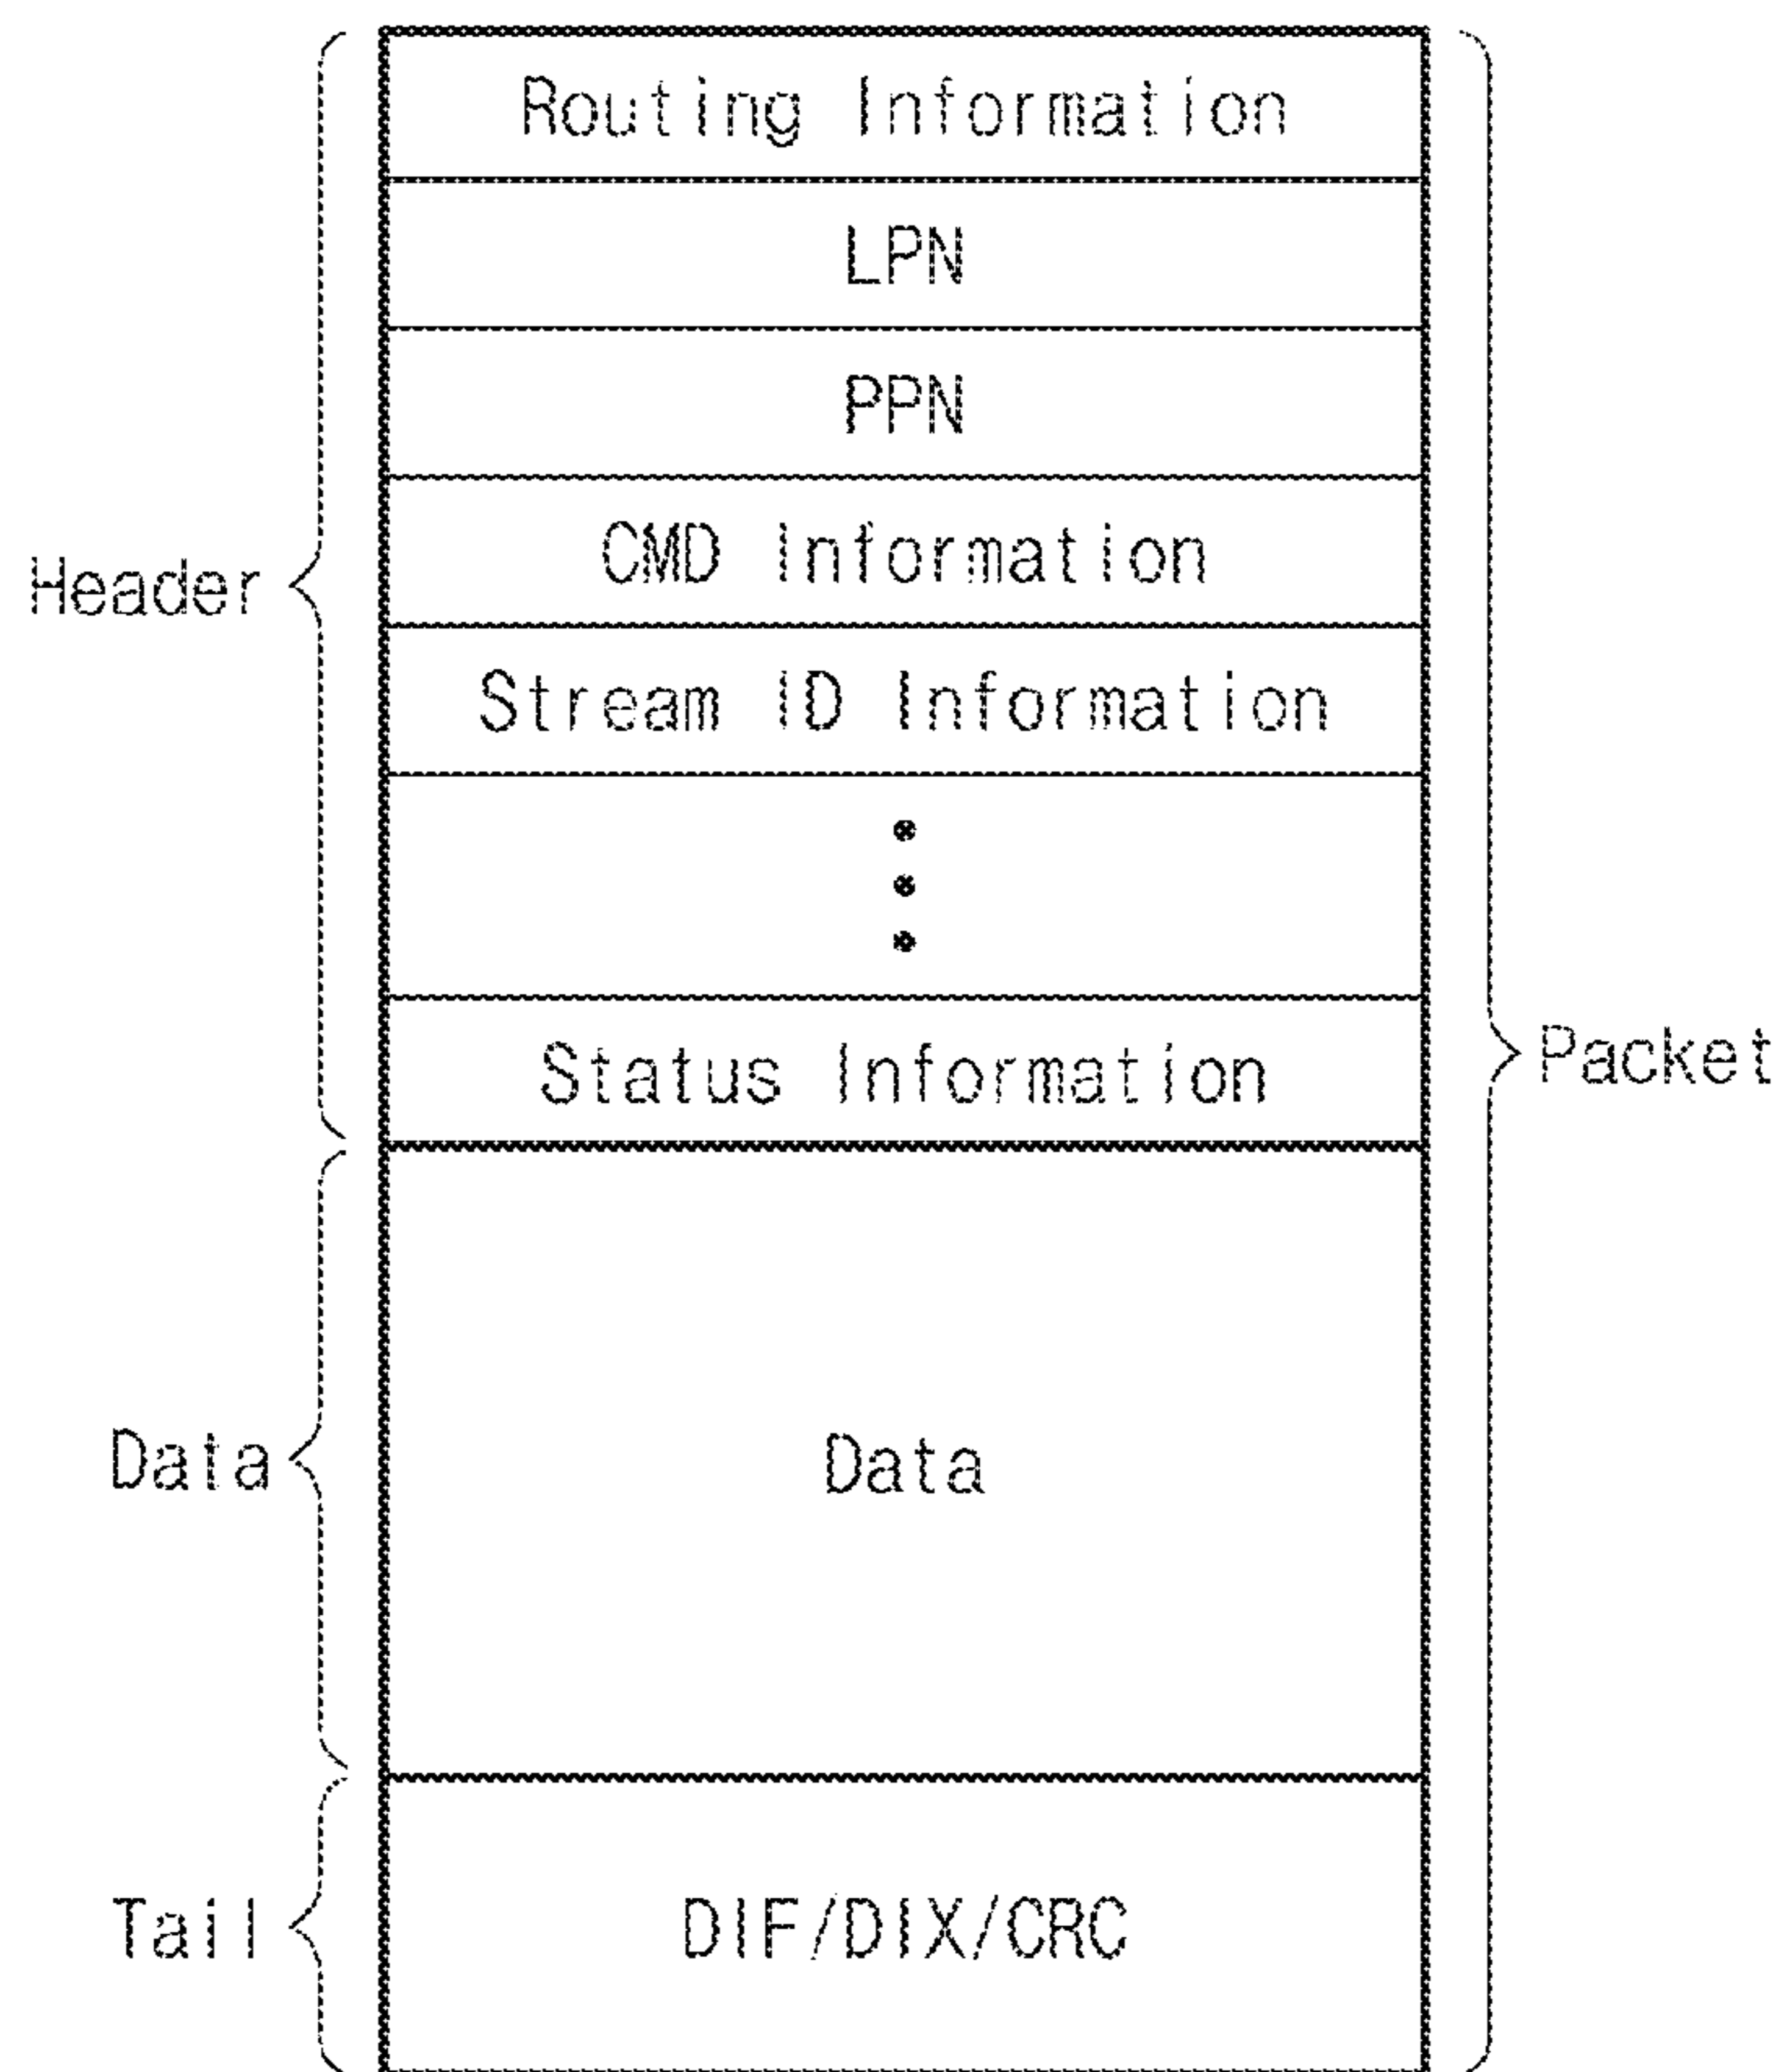 Routing Information
LPN
PPN
CMD Information
Header
Stream ID Information
Status Information
Packet
Data
Data
Tail
DIF/DIX/CRC